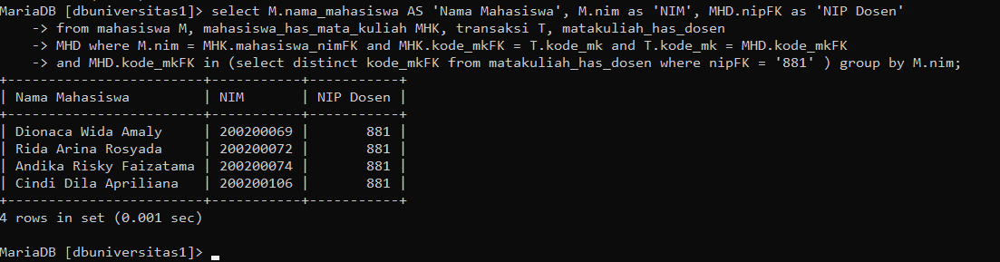 MariaDB [dbuniversitas1]> select M.nama_mahasiswa AS 'Nama Mahasiswa', M.nim as 'NIM', MHD.nipFK as 'NIP Dosen'
    -> from mahasiswa M, mahasiswa_has_mata_kuliah MHK, transaksi T, matakuliah_has_dosen
    -> MHD where M.nim = MHK.mahasiswa_nimFK and MHK.kode_mkFK = T.kode_mk and T.kode_mk = MHD.kode_mkFK
    -> and MHD.kode_mkFK in (select distinct kode_mkFK from matakuliah_has_dosen where nipFK = '881' ) group by M.nim;
+-----------------------+-----------+-----------+
| Nama Mahasiswa        | NIM       | NIP Dosen |
+-----------------------+-----------+-----------+
| Dionaca Wida Amaly    | 200200069 |       881 |
| Rida Arina Rosyada    | 200200072 |       881 |
| Andika Risky Faizatama | 200200074 |       881 |
| Cindi Dila Apriliana  | 200200106 |       881 |
+-----------------------+-----------+-----------+
4 rows in set (0.001 sec)
MariaDB [dbuniversitas1]>